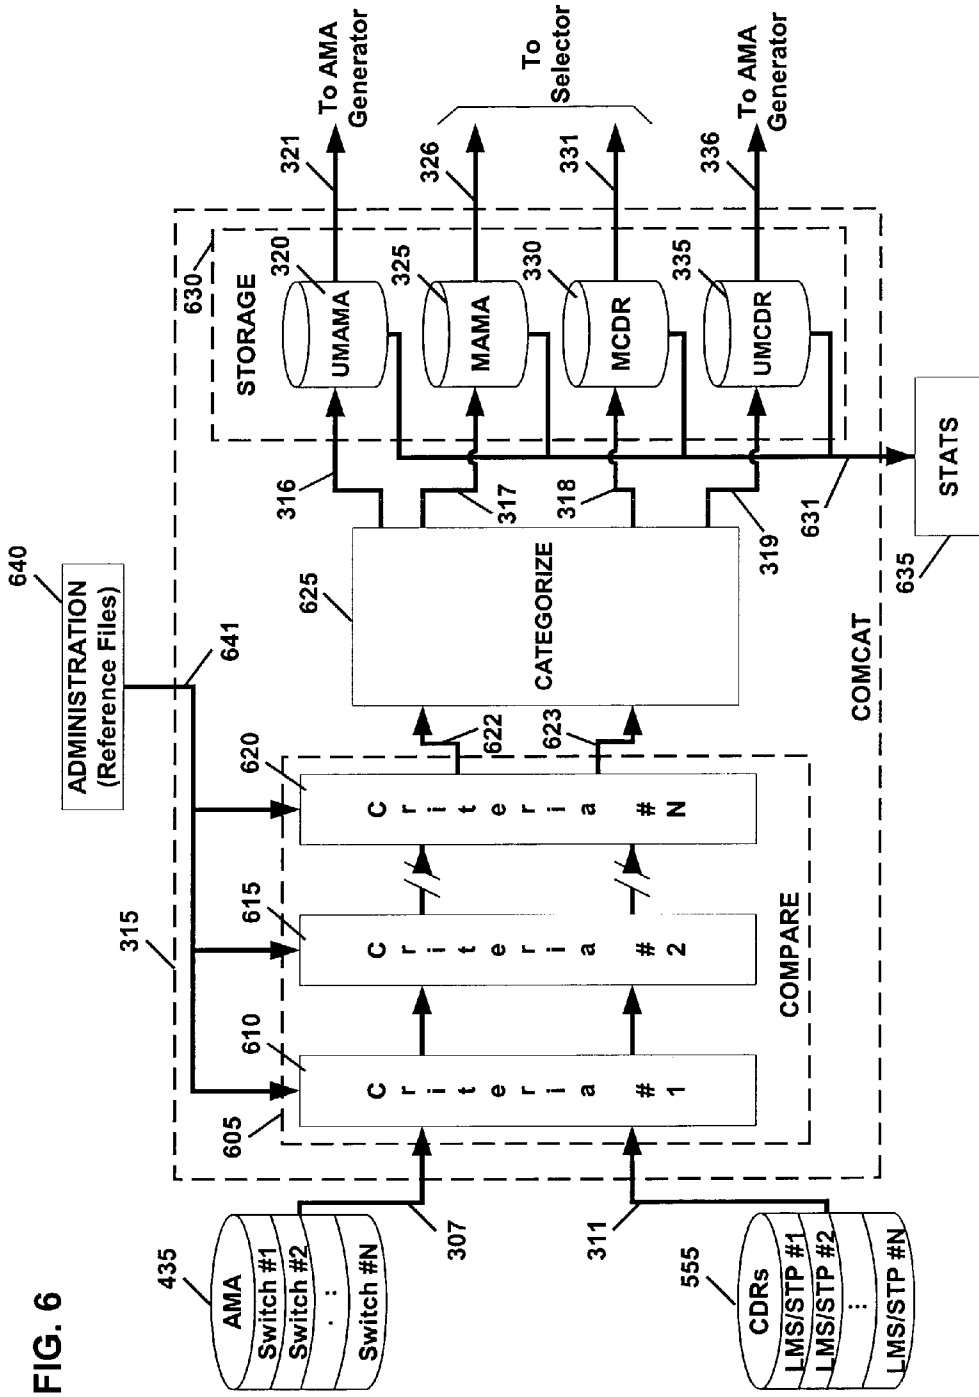 FIG. 6
435
AMA
Switch #1
Switch #2
. :
Switch #N
307
555
CDRs
LMS/STP #1
LMS/STP #2
...
LMS/STP #N
311
315
640
ADMINISTRATION
(Reference Files)
641
605
610
Criteria #1
615
Criteria #2
620
Criteria #N
COMPARE
622
623
625
CATEGORIZE
316
317
318
319
630
STORAGE
320
UMAMA
325
MAMA
330
MCDR
335
UMCDR
631
635
STATS
COMCAT
321
To AMA
Generator
326
331
To
Selector
336
To AMA
Generator